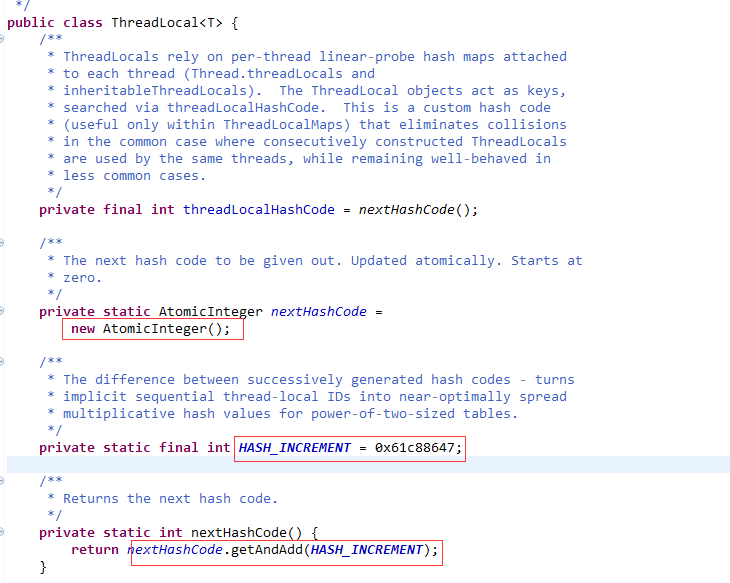 */
public class ThreadLocal<T> {
    /**
     * ThreadLocals rely on per-thread linear-probe hash maps attached
     * to each thread (Thread.threadLocals and
     * inheritableThreadLocals).  The ThreadLocal objects act as keys,
     * searched via threadLocalHashCode.  This is a custom hash code
     * (useful only within ThreadLocalMaps) that eliminates collisions
     * in the common case where consecutively constructed ThreadLocals
     * are used by the same threads, while remaining well-behaved in
     * less common cases.
     */
    private final int threadLocalHashCode = nextHashCode();
    /**
     * The next hash code to be given out. Updated atomically. Starts at
     * zero.
     */
    private static AtomicInteger nextHashCode =
        new AtomicInteger();
    /**
     * The difference between successively generated hash codes - turns
     * implicit sequential thread-local IDs into near-optimally spread
     * multiplicative hash values for power-of-two-sized tables.
     */
    private static final int HASH_INCREMENT = 0x61c88647;
    /**
     * Returns the next hash code.
     */
    private static int nextHashCode() {
        return nextHashCode.getAndAdd(HASH_INCREMENT);
    }